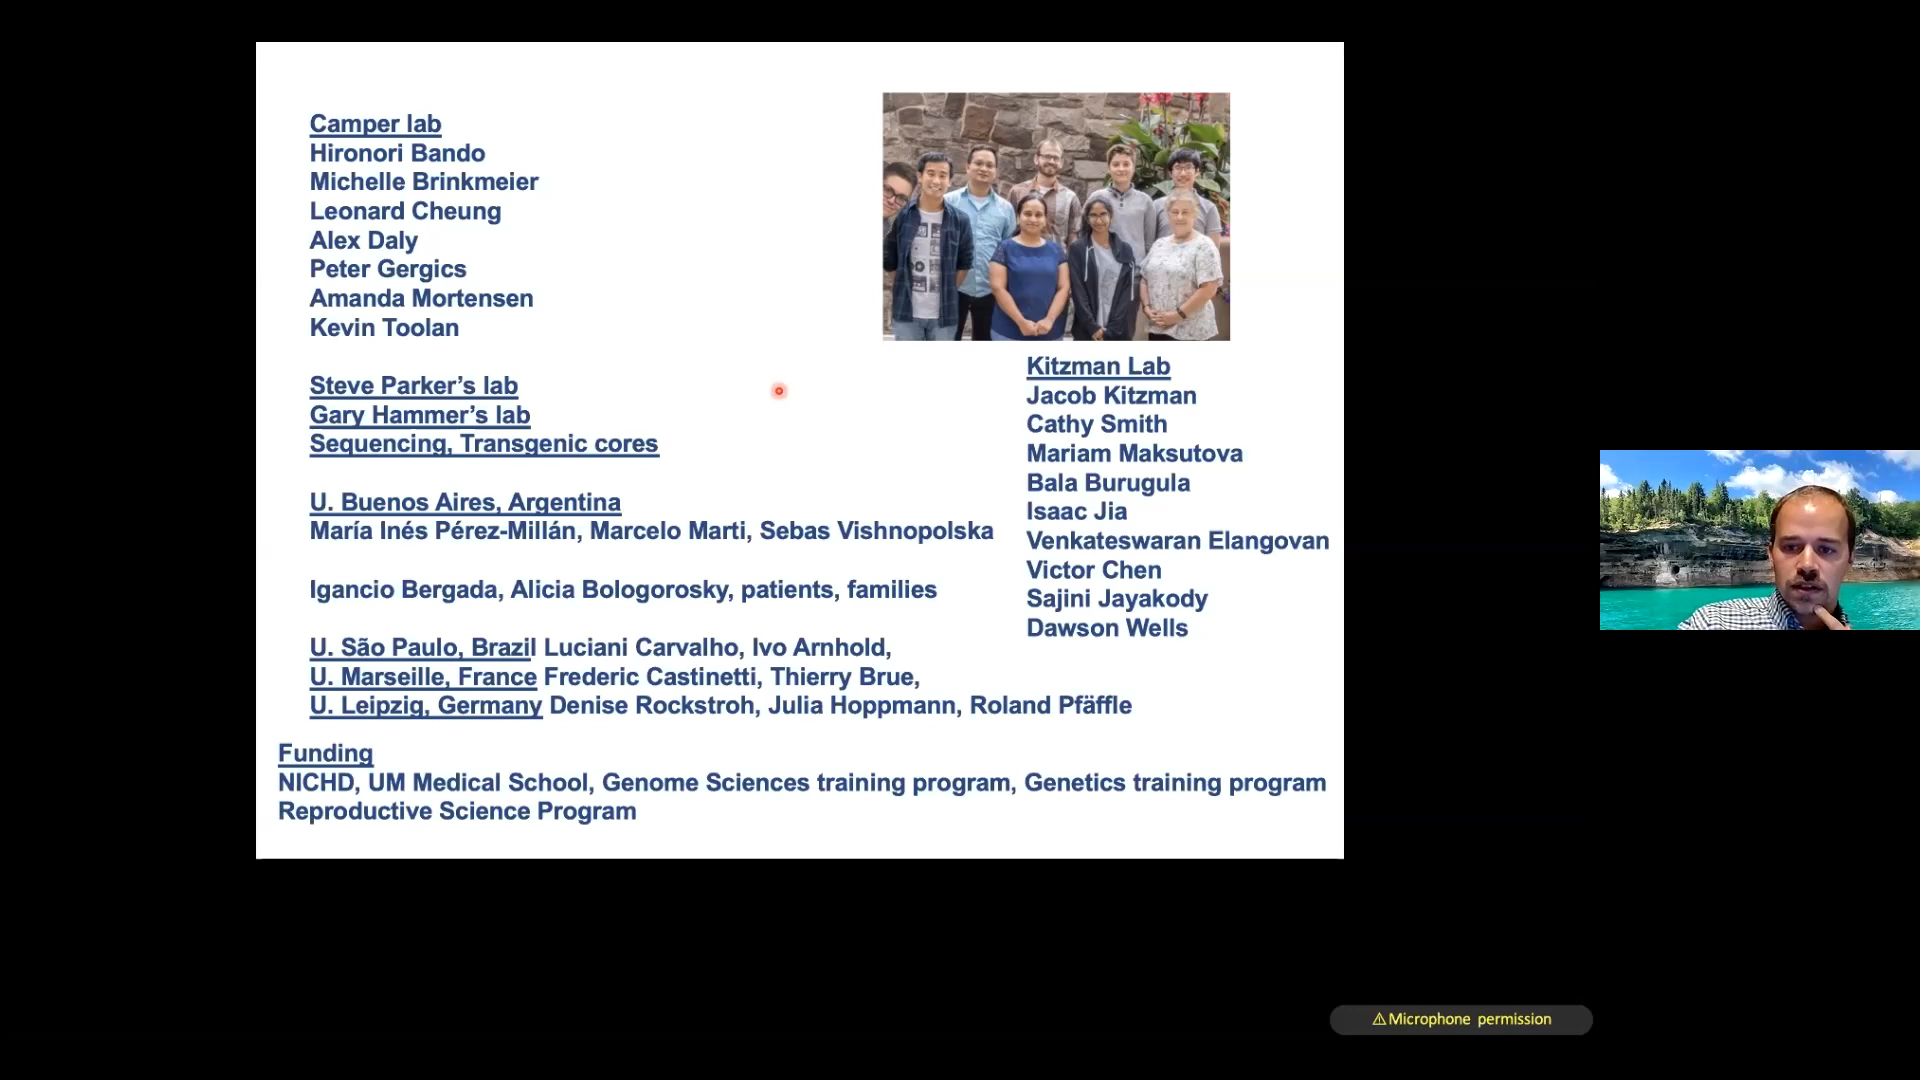 Camper lab
Hironori Bando
Michelle Brinkmeier
Leonard Cheung
Alex Daly
Peter Gergics
Amanda Mortensen
Kevin Toolan
Steve Parker’s lab
Gary Hammer’s lab
Sequencing, Transgenic cores
U. Buenos Aires, Argentina
María Inés Pérez-Millán, Marcelo Marti, Sebas Vishnopolska
Igancio Bergada, Alicia Bologorosky, patients, families
U. São Paulo, Brazil Luciani Carvalho, Ivo Arnhold,
U. Marseille, France Frederic Castinetti, Thierry Brue,
U. Leipzig, Germany Denise Rockstroh, Julia Hoppmann, Roland Pfäffle
Kitzman Lab
Jacob Kitzman
Cathy Smith
Mariam Maksutova
Bala Burugula
Isaac Jia
Venkateswaran Elangovan
Victor Chen
Sajini Jayakody
Dawson Wells
Funding
NICHD, UM Medical School, Genome Sciences training program, Genetics training program
Reproductive Science Program
⚠Microphone permission